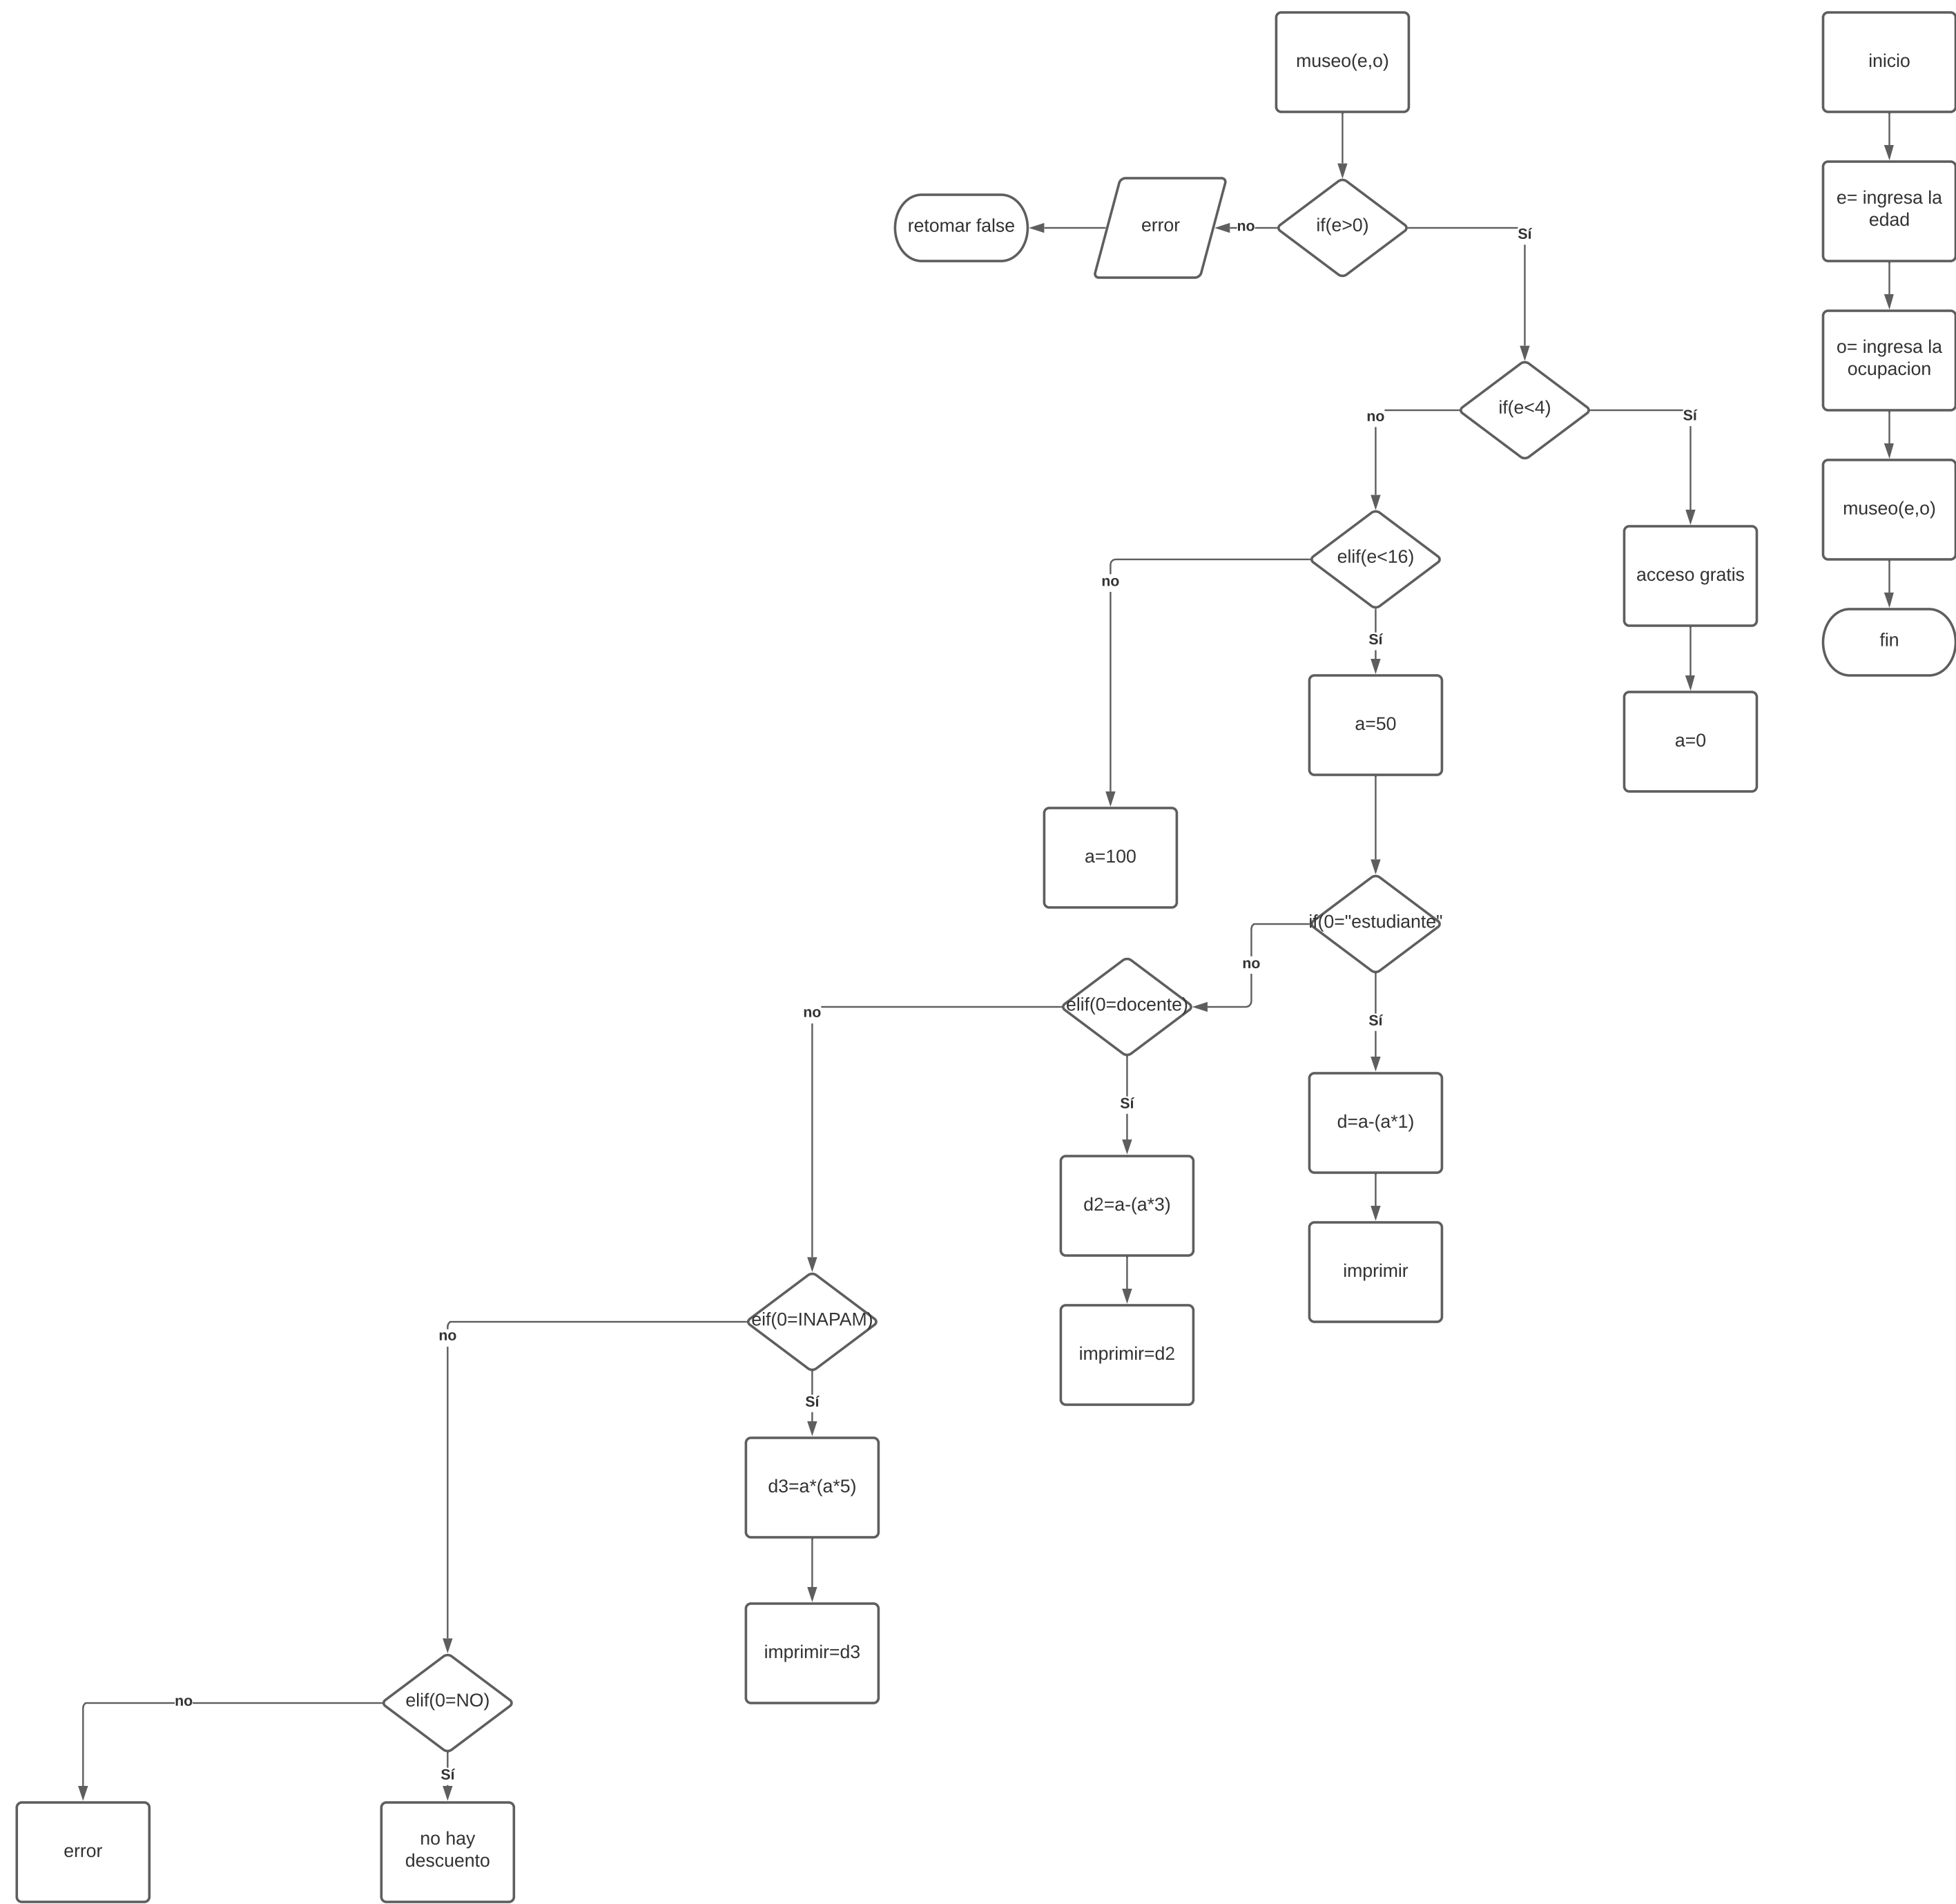 museo(e,o)
inicio
retomar false
error
no
if(e>0)
Sí
e= ingresa la
edad
o= ingresa la
ocupacion
no
if(e<4)
Sí
museo(e,o)
no
elif(e<16)
acceso gratis
Sí
fin
a=50
a=0
a=100
if(0="estudiante"
no
elif(0=docente)
no
Sí
Sí
d=a-(a*1)
d2=a-(a*3)
imprimir
eif(0=INAPAM)
no
imprimir=d2
Sí
d3=a*(a*5)
imprimir=d3
no
elif(0=NO)
Sí
error
no hay
descuento